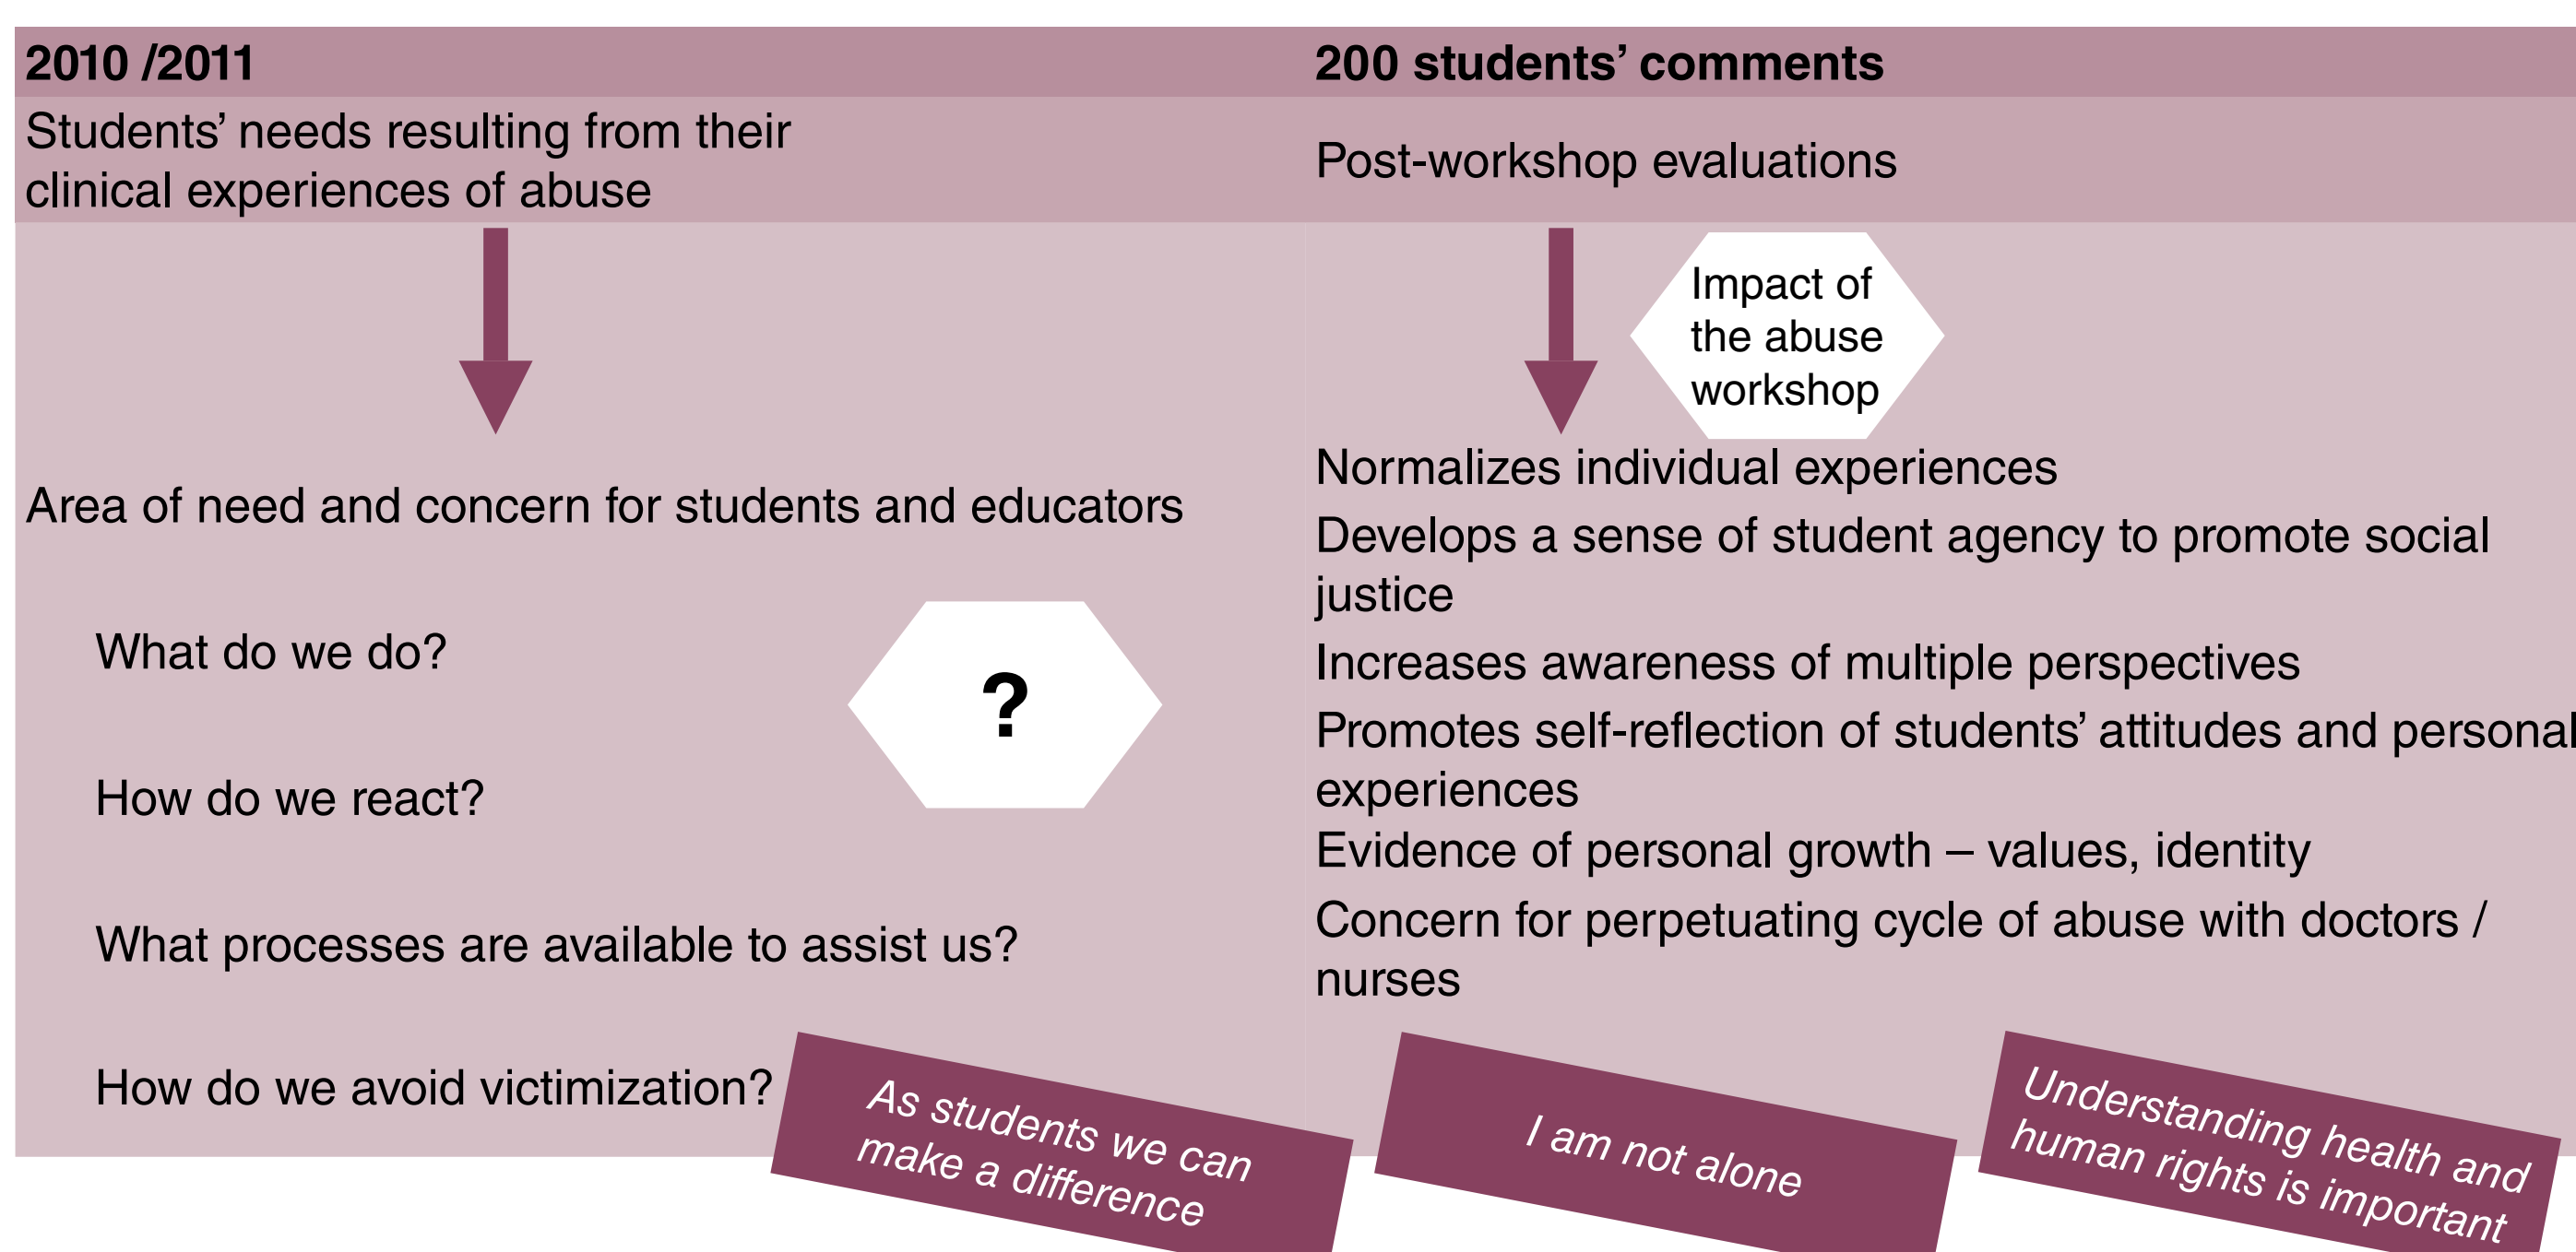 2010 /2011
Students’ needs resulting from their
clinical experiences of abuse
Area of need and concern for students and educators
What do we do?
?
How do we react?
What processes are available to assist us?
How do we avoid victimization?
200 students’ comments
Post-workshop evaluations
Impact of
the abuse
workshop
Normalizes individual experiences
Develops a sense of student agency to promote social
justice
Increases awareness of multiple perspectives
Promotes self-reflection of students’ attitudes and personal
experiences
Evidence of personal growth – values, identity
Concern for perpetuating cycle of abuse with doctors /
nurses
As students we can
make a difference
I am not alone
Understanding health and
human rights is important